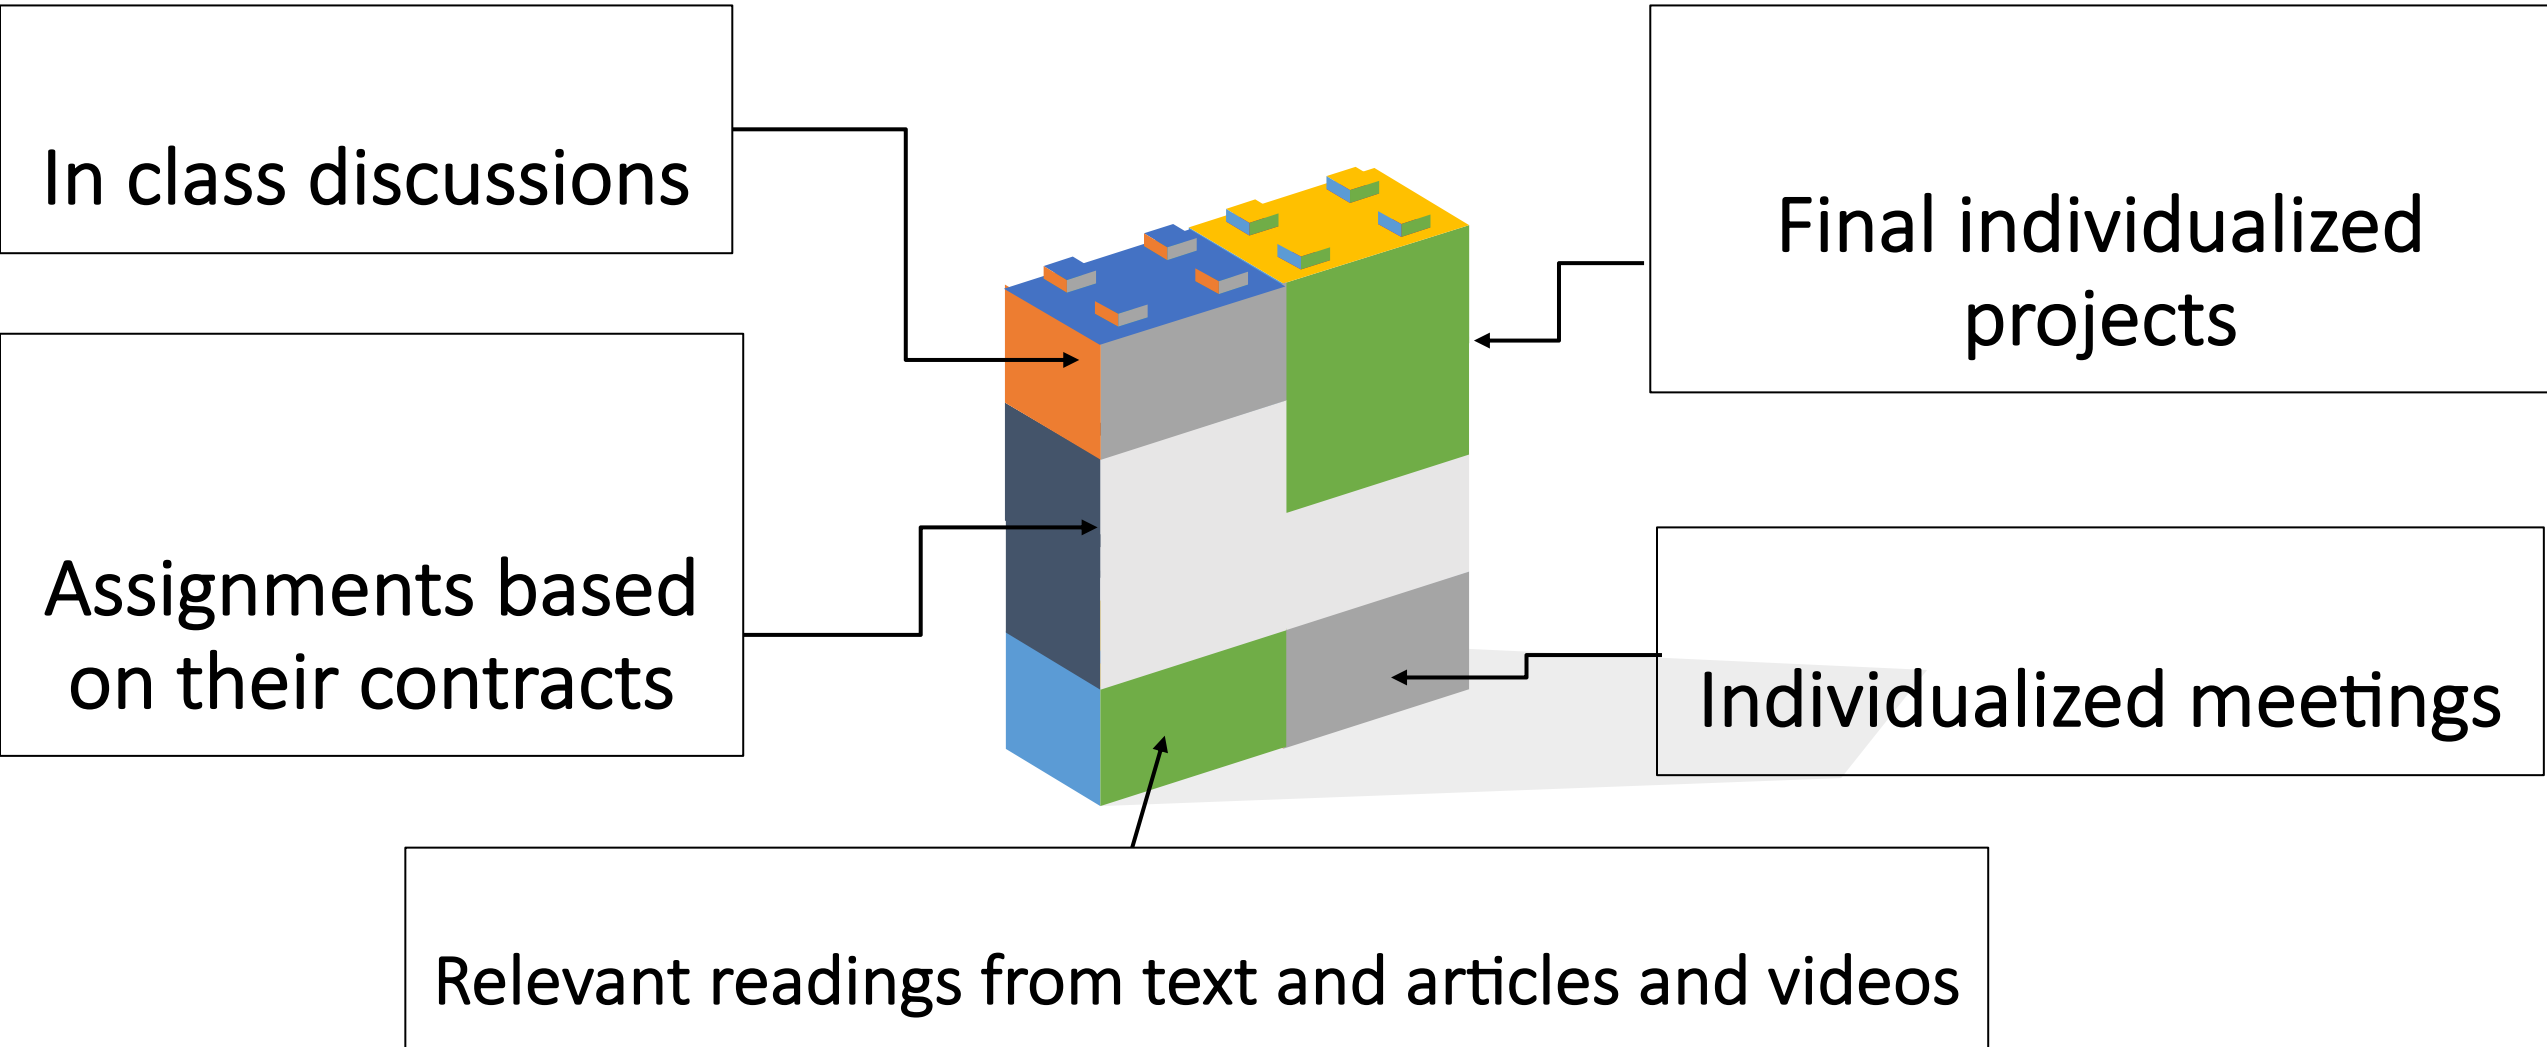 In class discussions
Final individualized
projects
Assignments based
on their contracts
Individualized meetings
Relevant readings from text and articles and videos